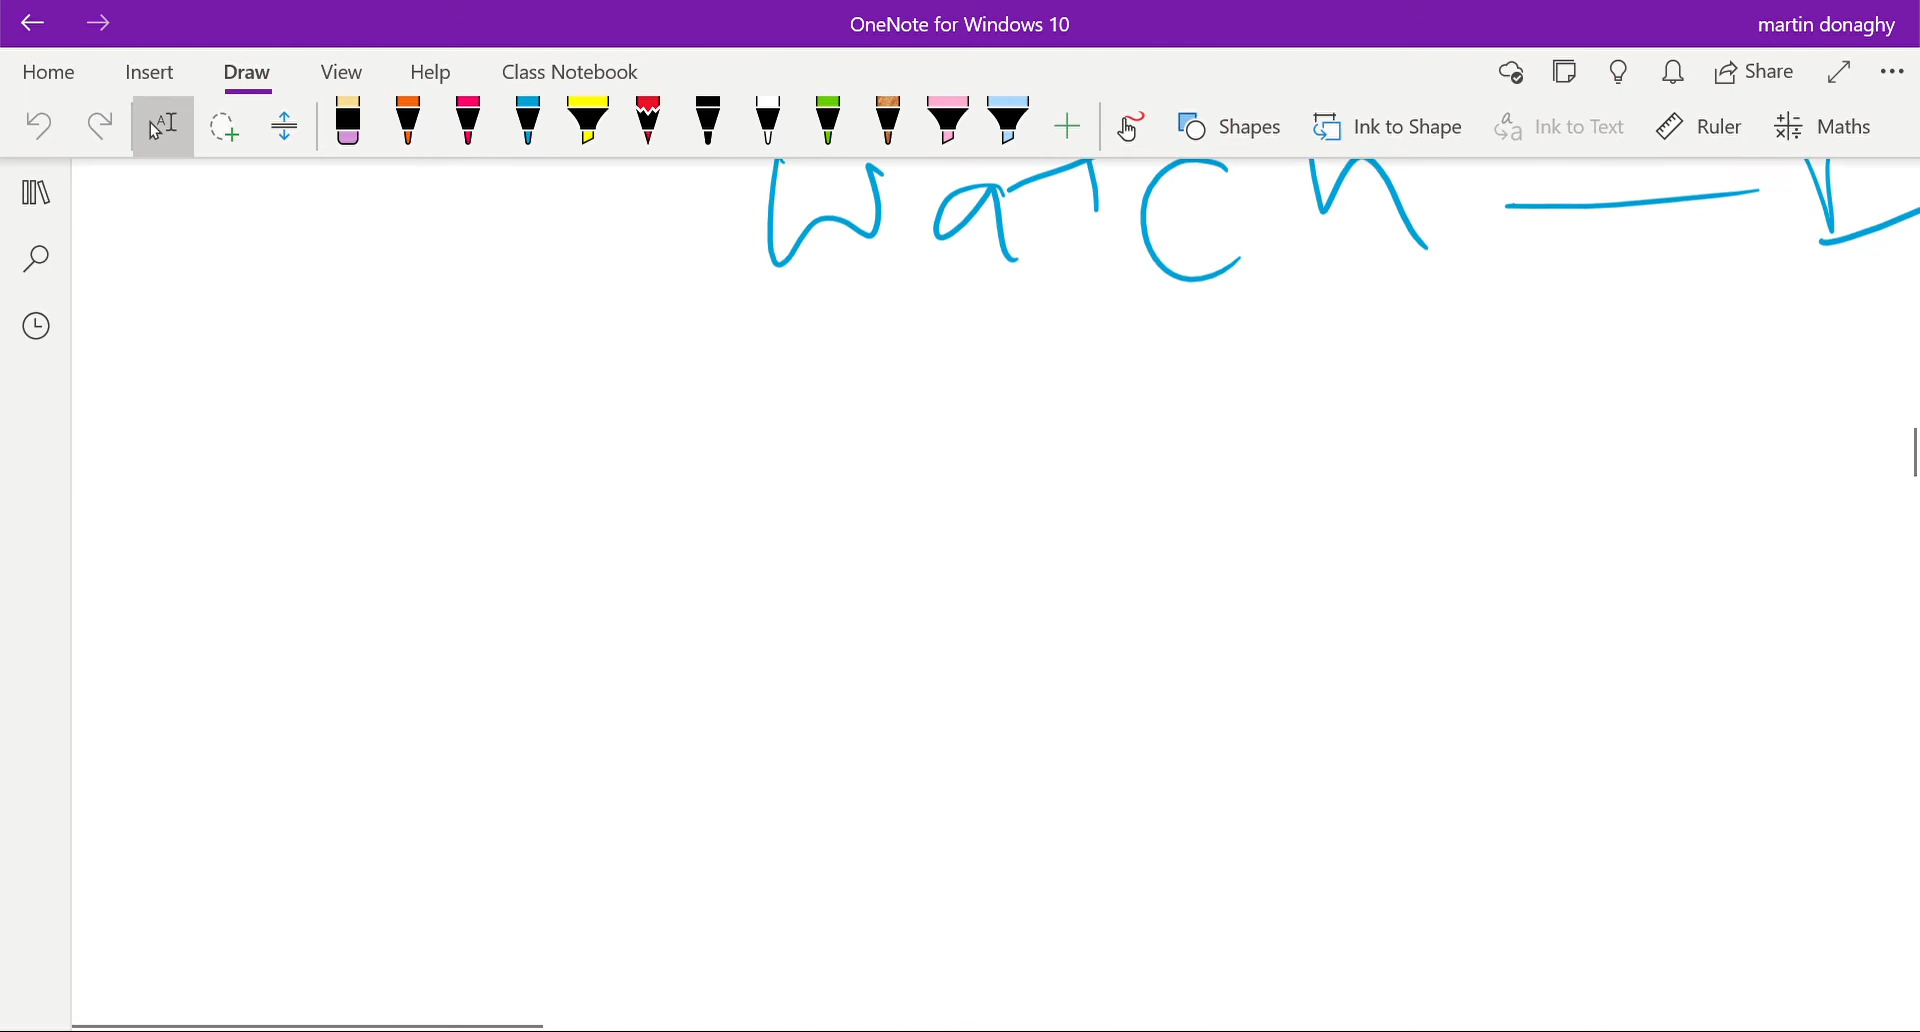 OneNote for Windows 10
martin donaghy
Home Insert Draw View Help Class Notebook
Share
Shapes Ink to Shape Ink to Text Ruler Maths